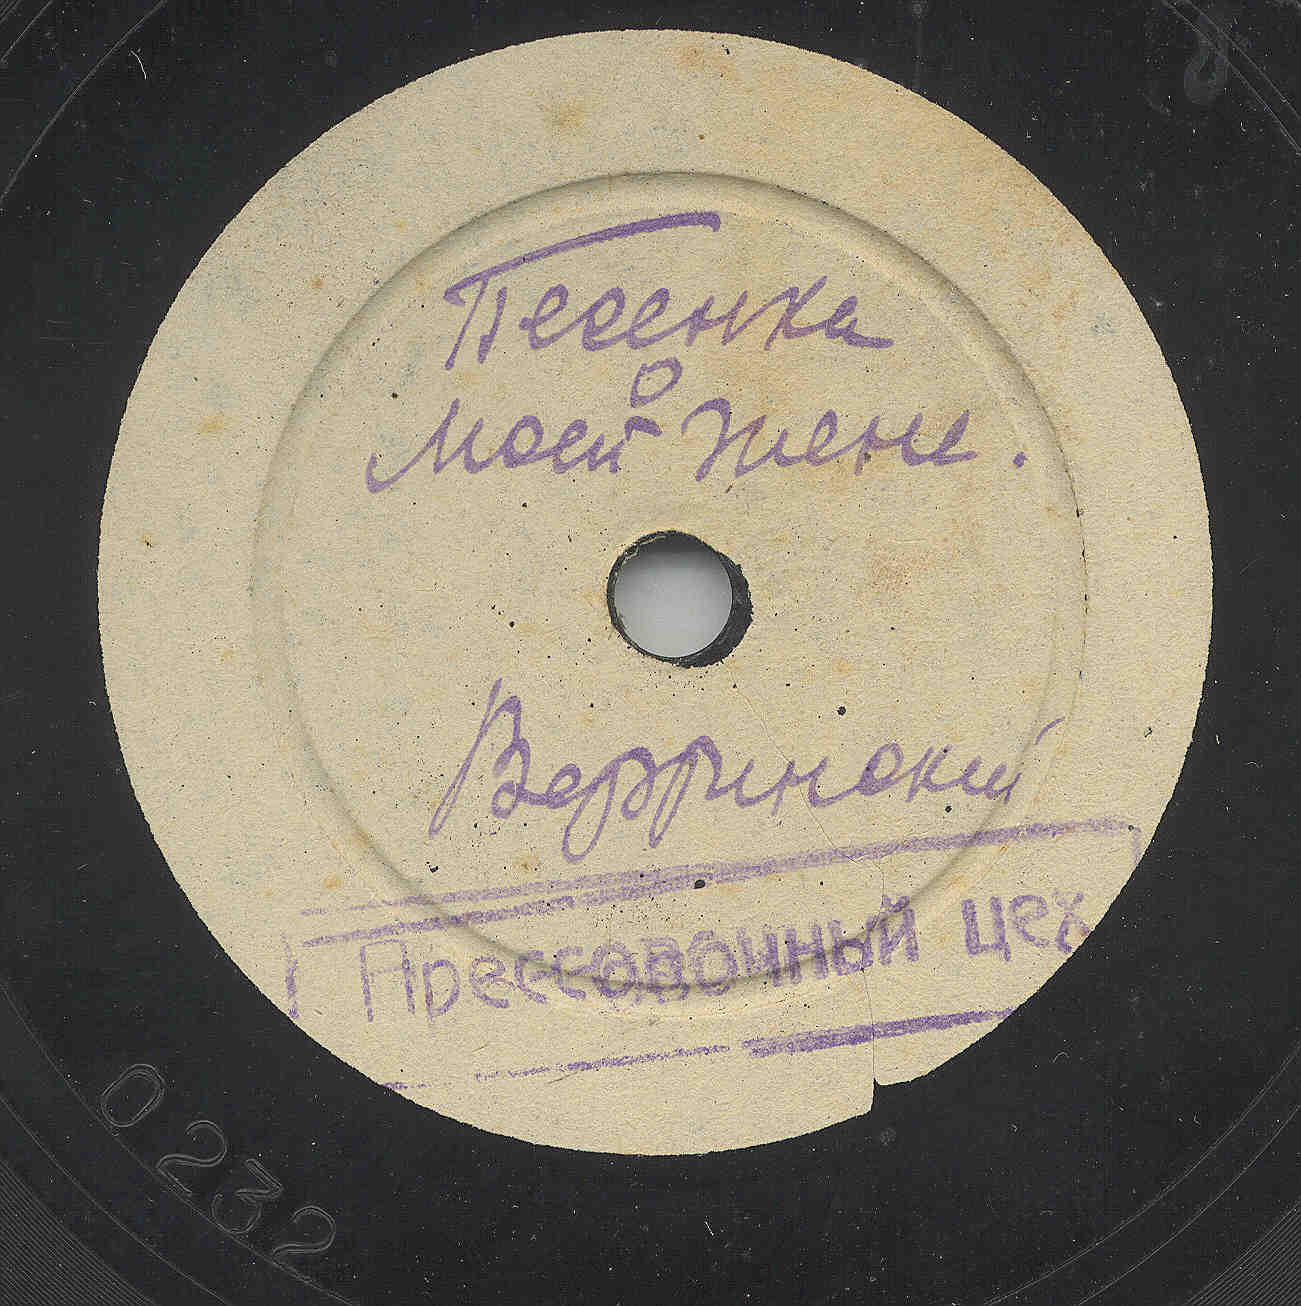 Песенка
о
моей жене.
Вертинский
Прессовочный цех
0232